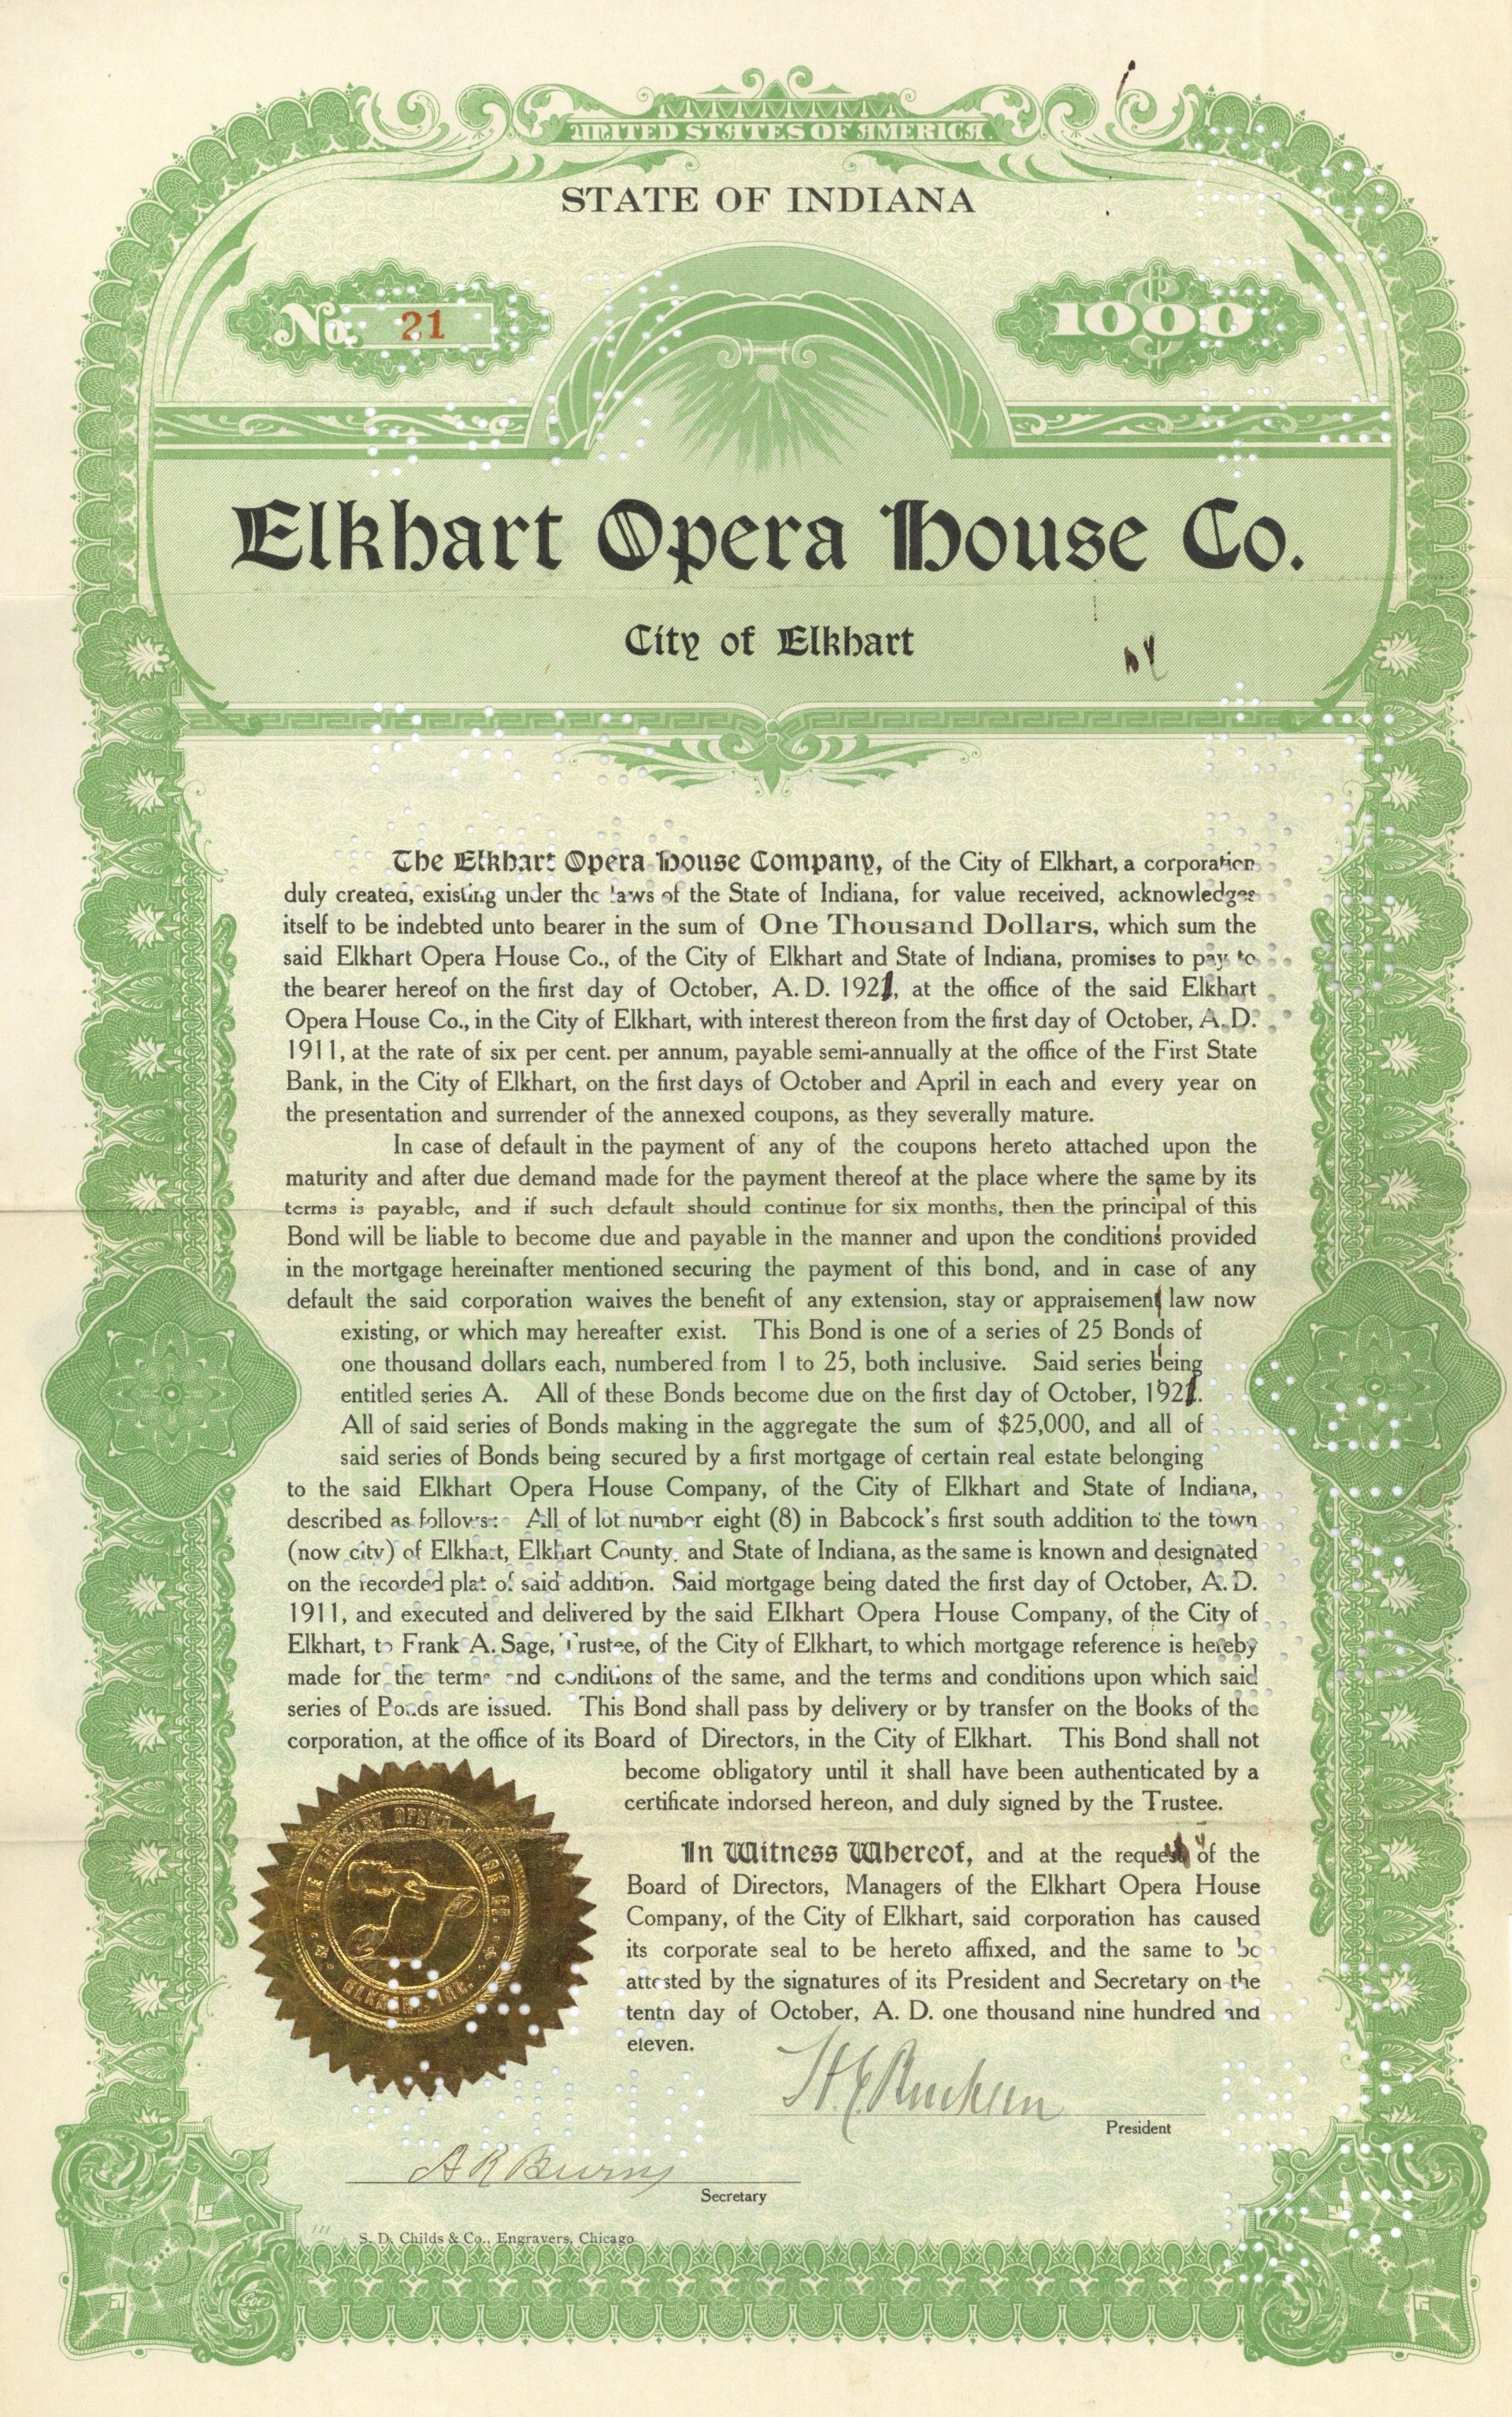 UNITED STATES OF AMERICA.
STATE OF INDIANA
No. 21
$1000
Elkhart Opera House Co.
City of Elkhart
The Elkhart Opera House Company, of the City of Elkhart, a corporation
duly created, existing under the laws of the State of Indiana, for value received, acknowledges
itself to be indebted unto bearer in the sum of One Thousand Dollars, which sum the
said Elkhart Opera House Co., of the City of Elkhart and State of Indiana, promises to pay to
the bearer hereof on the first day of October, A. D. 1921, at the office of the said Elkhart
Opera House Co., in the City of Elkhart, with interest thereon from the first day of October, A. D.
1911, at the rate of six per cent. per annum, payable semi-annually at the office of the First State
Bank, in the City of Elkhart, on the first days of October and April in each and every year on
the presentation and surrender of the annexed coupons, as they severally mature.
In case of default in the payment of any of the coupons hereto attached upon the
maturity and after due demand made for the payment thereof at the place where the same by its
terms is payable, and if such default should continue for six months, then the principal of this
Bond will be liable to become due and payable in the manner and upon the conditions provided
in the mortgage hereinafter mentioned securing the payment of this bond, and in case of any
default the said corporation waives the benefit of any extension, stay or appraisement law now
existing, or which may hereafter exist. This Bond is one of a series of 25 Bonds of
one thousand dollars each, numbered from 1 to 25, both inclusive. Said series being
entitled series A. All of these Bonds become due on the first day of October, 1921.
All of said series of Bonds making in the aggregate the sum of $25,000, and all of
said series of Bonds being secured by a first mortgage of certain real estate belonging
to the said Elkhart Opera House Company, of the City of Elkhart and State of Indiana,
described as follows: All of lot number eight (8) in Babcock's first south addition to the town
(now city) of Elkhart, Elkhart County, and State of Indiana, as the same is known and designated
on the recorded plat of said addition. Said mortgage being dated the first day of October, A. D.
1911, and executed and delivered by the said Elkhart Opera House Company, of the City of
Elkhart, to Frank A. Sage, Trustee, of the City of Elkhart, to which mortgage reference is hereby
made for the terms and conditions of the same, and the terms and conditions upon which said
series of Bonds are issued. This Bond shall pass by delivery or by transfer on the Books of the
corporation, at the office of its Board of Directors, in the City of Elkhart. This Bond shall not
become obligatory until it shall have been authenticated by a
certificate indorsed hereon, and duly signed by the Trustee.
In Witness Whereof, and at the request of the
Board of Directors, Managers of the Elkhart Opera House
Company, of the City of Elkhart, said corporation has caused
its corporate seal to be hereto affixed, and the same to be
attested by the signatures of its President and Secretary on the
tenth day of October, A. D. one thousand nine hundred and
eleven.
THE ELKHART OPERA HOUSE CO.
ELKHART, IND.
President
A R Burns
Secretary
S. D. Childs & Co., Engravers, Chicago
Goes